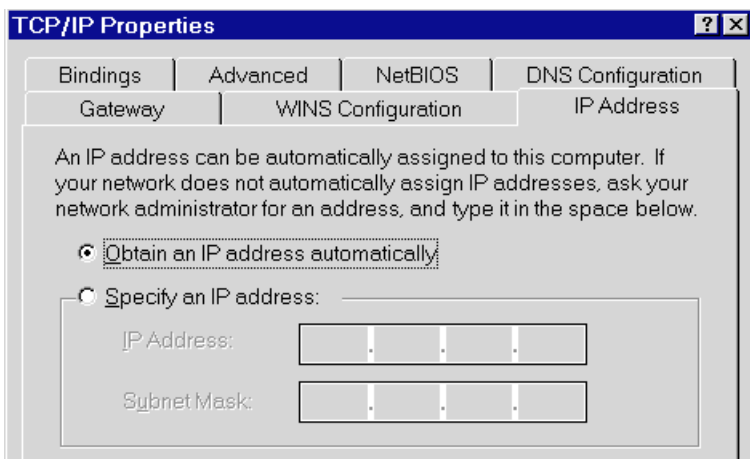 TCP/IP Properties
Bindings Advanced NetBIOS DNS Configuration
Gateway WINS Configuration IP Address
An IP address can be automatically assigned to this computer. If
your network does not automatically assign IP addresses, ask your
network administrator for an address, and type it in the space below.
Obtain an IP address automatically
Specify an IP address:
IP Address:
Subnet Mask: